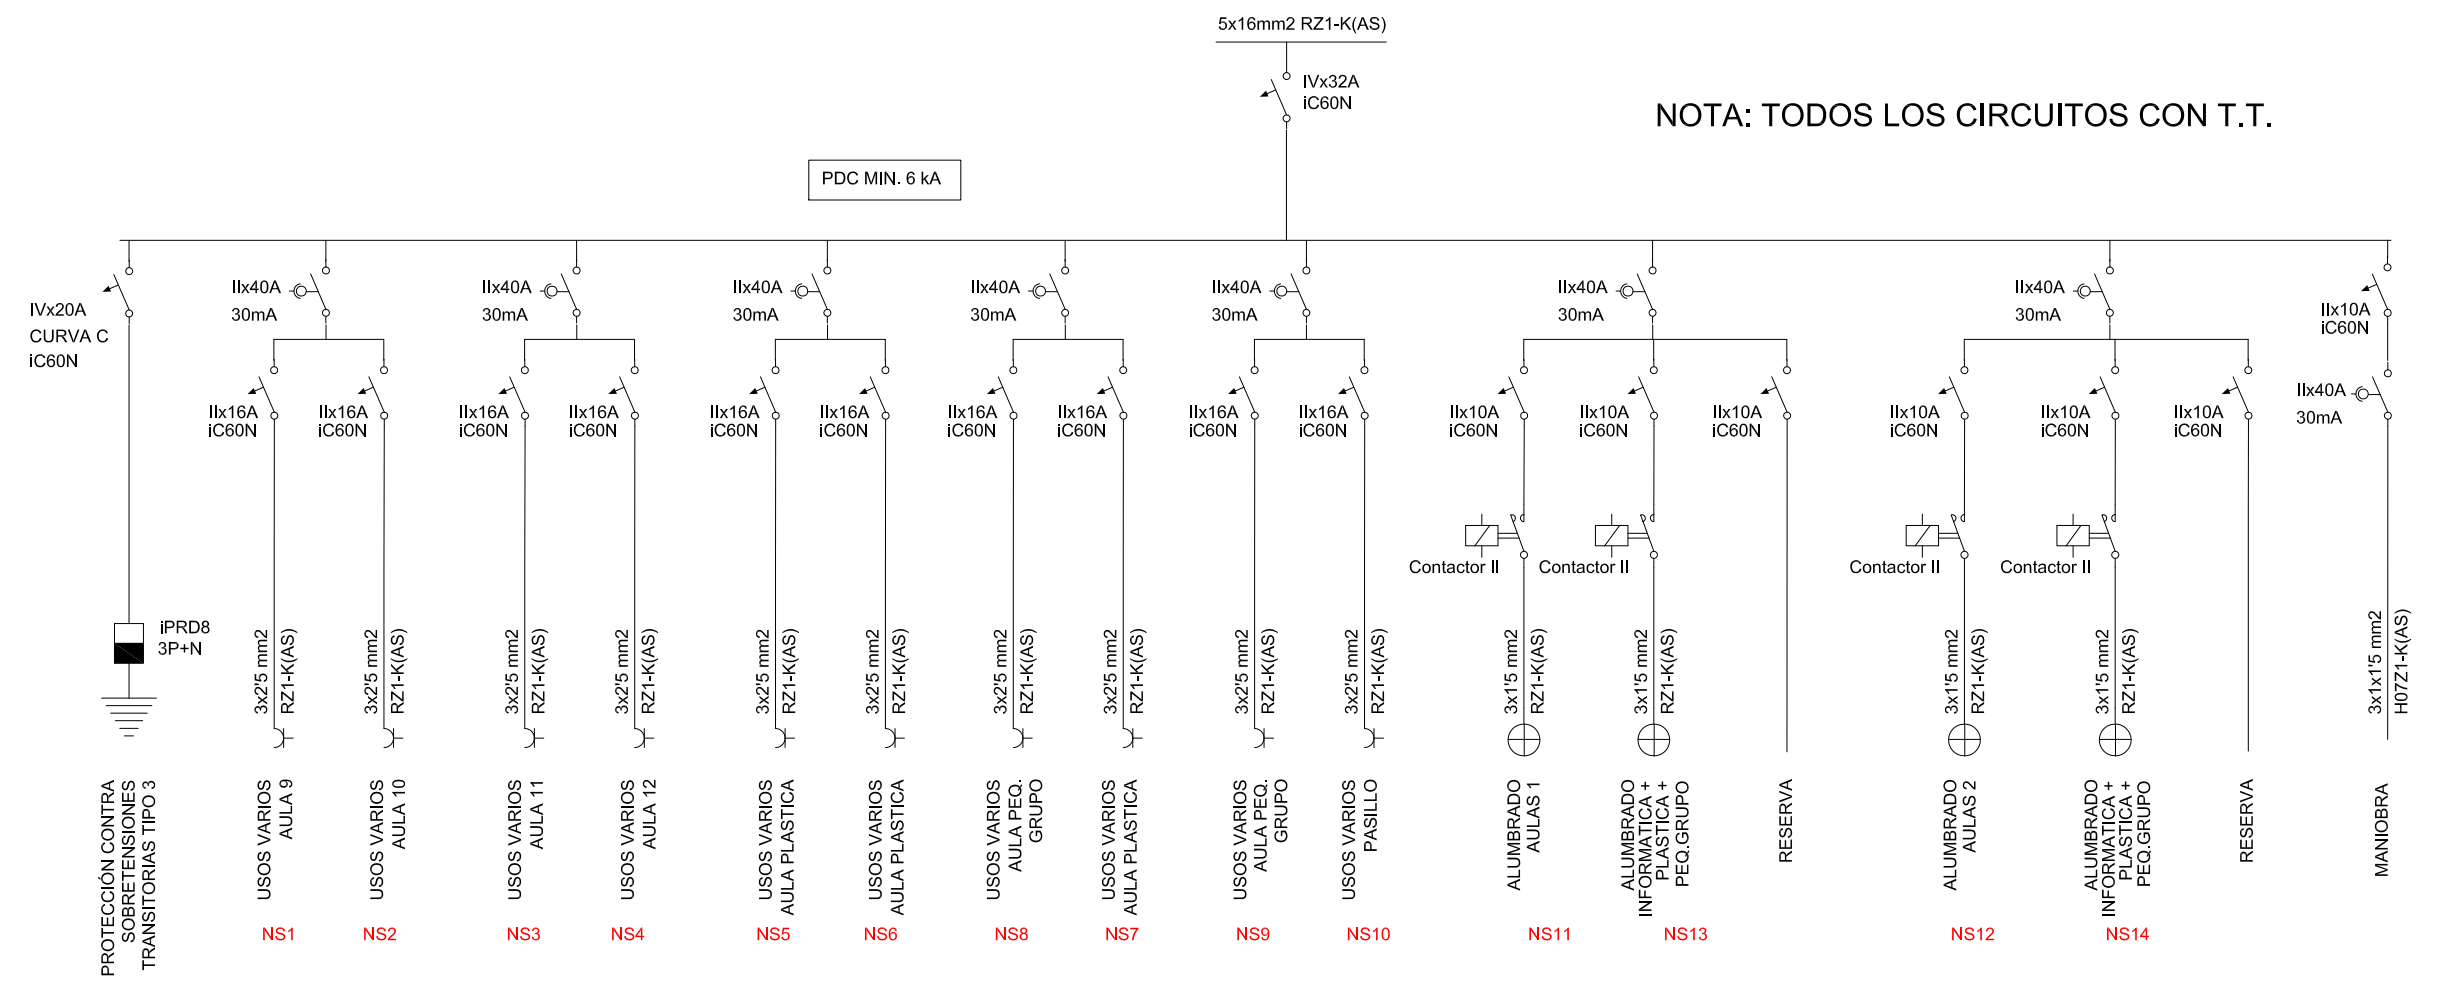 5x16mm2 RZ1-K(AS)
IVx32A
iC60N
NOTA: TODOS LOS CIRCUITOS CON T.T.
PDC MIN. 6 kA
IVx20A
CURVA C
iC60N
IIx40A
30mA
IIx40A
30mA
IIx40A
30mA
IIx40A
30mA
IIx40A
30mA
IIx40A
30mA
IIx40A
30mA
IIx10A
iC60N
IIx40A
30mA
IIx16A
iC60N
IIx16A
iC60N
IIx16A
iC60N
IIx16A
iC60N
IIx16A
iC60N
IIx16A
iC60N
IIx16A
iC60N
IIx16A
iC60N
IIx16A
iC60N
IIx16A
iC60N
IIx10A
iC60N
IIx10A
iC60N
IIx10A
iC60N
IIx10A
iC60N
IIx10A
iC60N
IIx10A
iC60N
Contactor II
Contactor II
Contactor II
Contactor II
iPRD8
3P+N
3x2'5 mm2
RZ1-K(AS)
3x2'5 mm2
RZ1-K(AS)
3x2'5 mm2
RZ1-K(AS)
3x2'5 mm2
RZ1-K(AS)
3x2'5 mm2
RZ1-K(AS)
3x2'5 mm2
RZ1-K(AS)
3x2'5 mm2
RZ1-K(AS)
3x2'5 mm2
RZ1-K(AS)
3x2'5 mm2
RZ1-K(AS)
3x2'5 mm2
RZ1-K(AS)
3x1'5 mm2
RZ1-K(AS)
3x1'5 mm2
RZ1-K(AS)
3x1'5 mm2
RZ1-K(AS)
3x1'5 mm2
RZ1-K(AS)
3x1x1'5 mm2
H07Z1-K(AS)
PROTECCIÓN CONTRA
SOBRETENSIONES
TRANSITORIAS TIPO 3
USOS VARIOS
AULA 9
USOS VARIOS
AULA 10
USOS VARIOS
AULA 11
USOS VARIOS
AULA 12
USOS VARIOS
AULA PLASTICA
USOS VARIOS
AULA PLASTICA
USOS VARIOS
AULA PEQ.
GRUPO
USOS VARIOS
AULA PLASTICA
USOS VARIOS
AULA PEQ.
GRUPO
USOS VARIOS
PASILLO
ALUMBRADO
AULAS 1
ALUMBRADO
INFORMATICA +
PLASTICA +
PEQ.GRUPO
RESERVA
ALUMBRADO
AULAS 2
ALUMBRADO
INFORMATICA +
PLASTICA +
PEQ.GRUPO
RESERVA
MANIOBRA
NS1
NS2
NS3
NS4
NS5
NS6
NS8
NS7
NS9
NS10
NS11
NS13
NS12
NS14